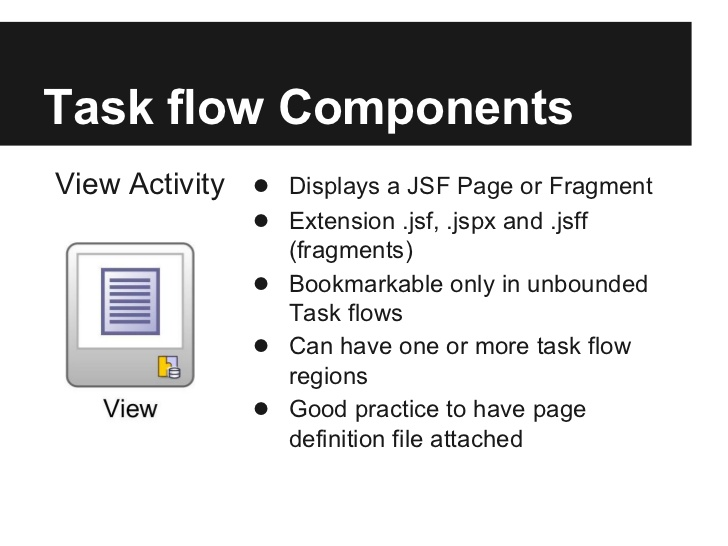 Task flow Components
View Activity
View
● Displays a JSF Page or Fragment
● Extension .jsf, .jspx and .jsff
(fragments)
● Bookmarkable only in unbounded
Task flows
● Can have one or more task flow
regions
● Good practice to have page
definition file attached